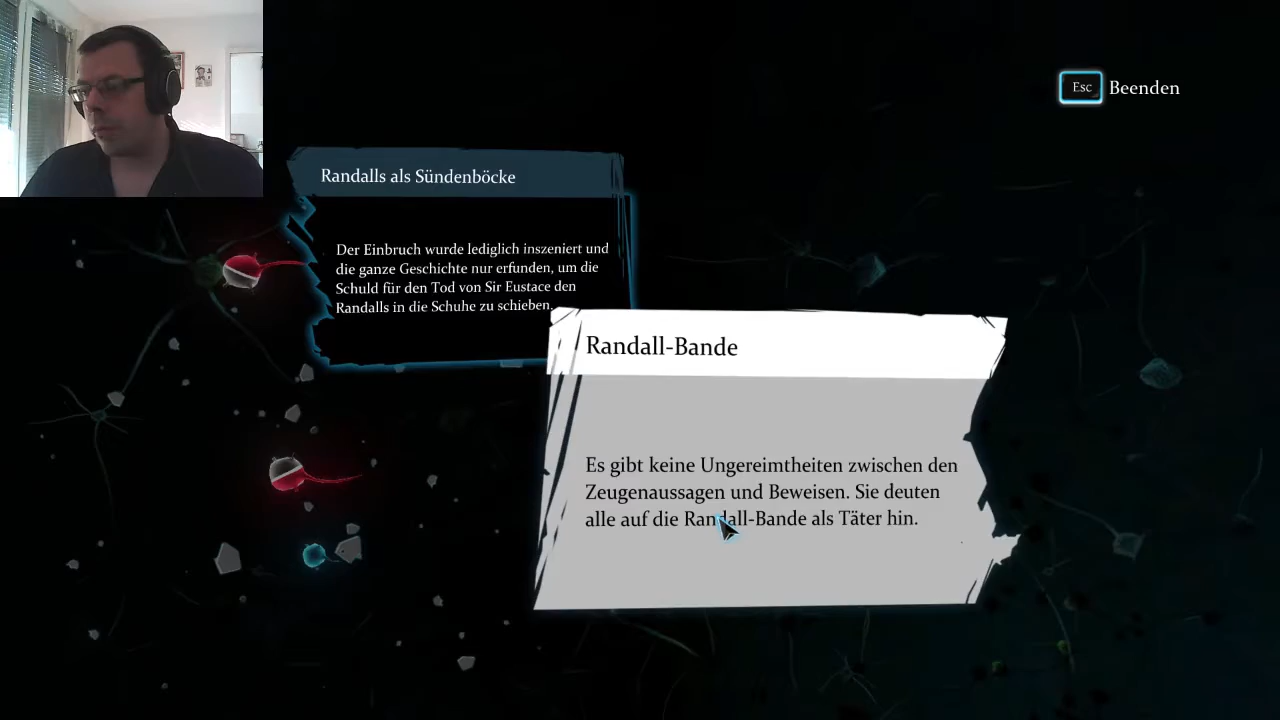 Esc Beenden
Randalls als Sündenböcke
Der Einbruch wurde lediglich inszeniert und
die ganze Geschichte nur erfunden, um die
Schuld für den Tod von Sir Eustace den
Randalls in die Schuhe zu schieben.
Randall-Bande
Es gibt keine Ungereimtheiten zwischen den
Zeugenaussagen und Beweisen. Sie deuten
alle auf die Randall-Bande als Täter hin.